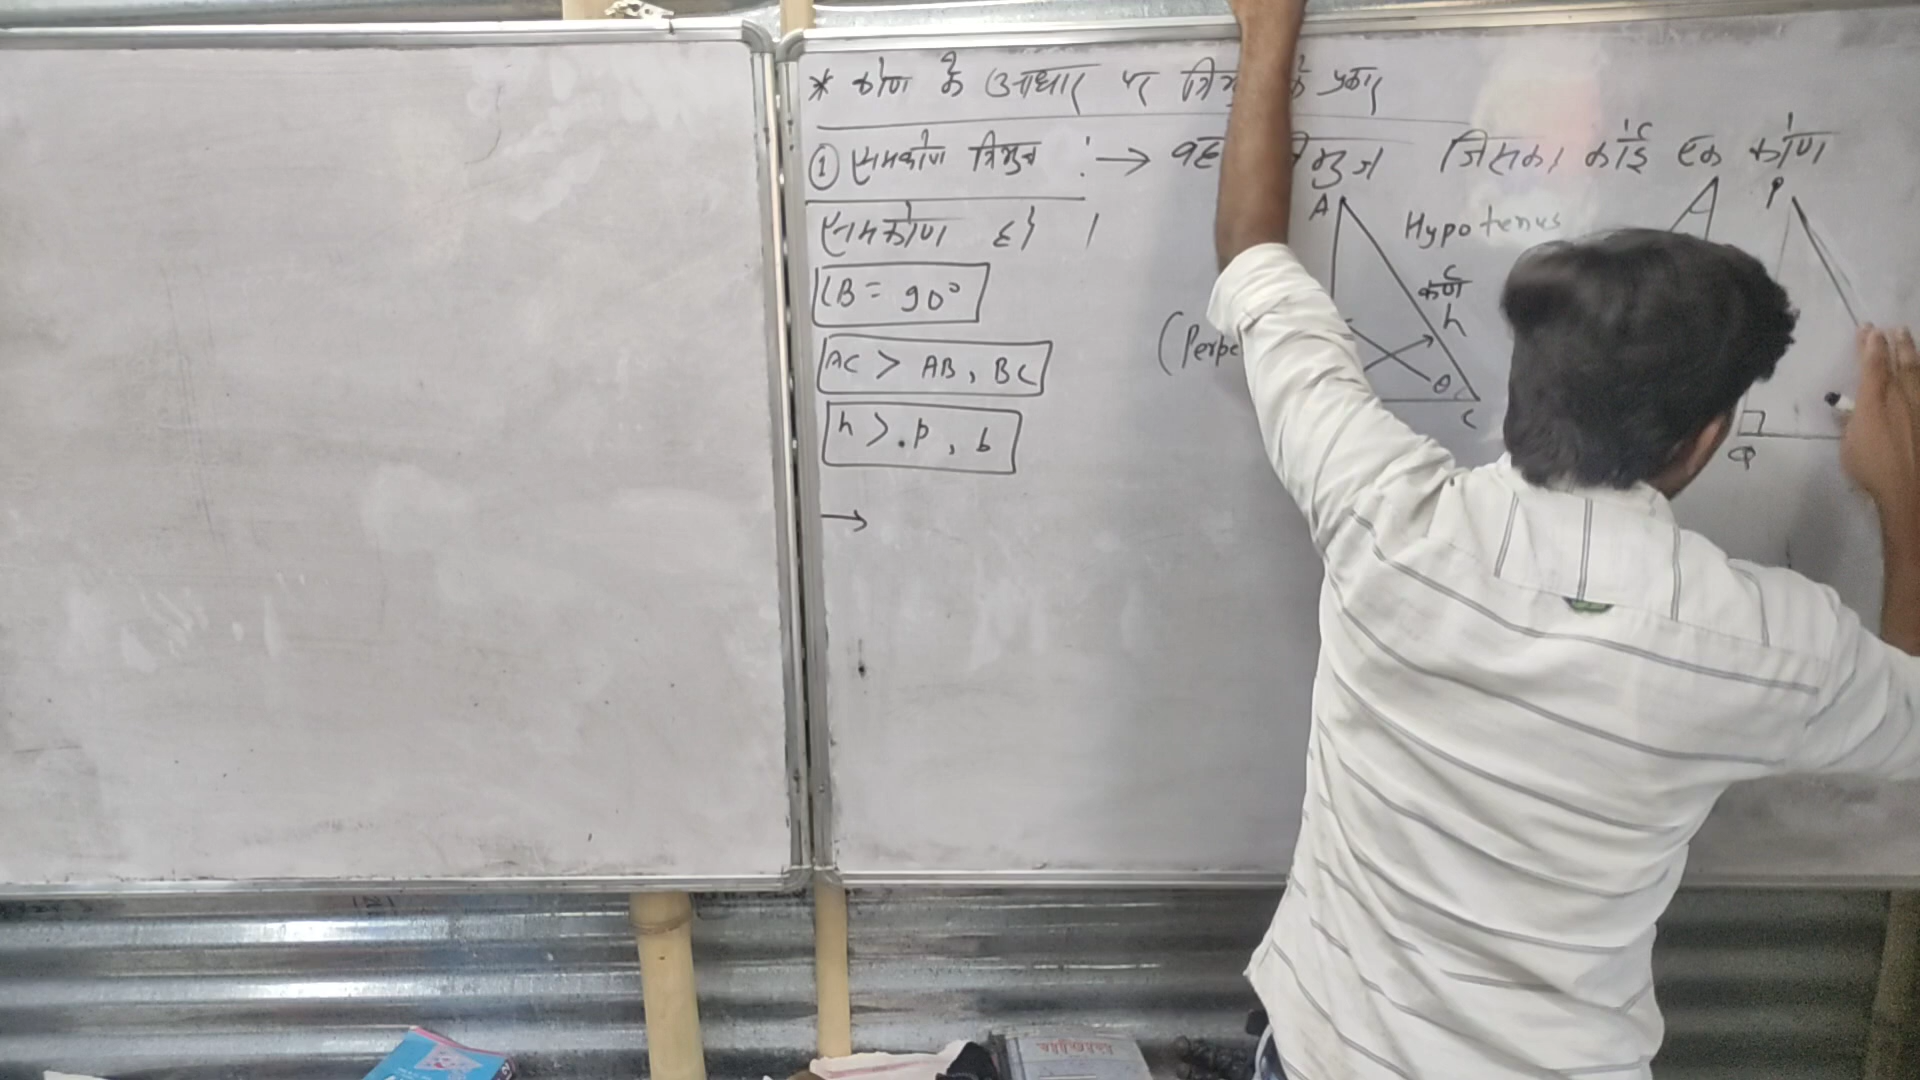 * कोण के आधार पर के प्रकार
① समकोण त्रिभुज :→ वह जिसका कोई एक कोण
समकोण हो ।
∠B = 90°
AC > AB, BC
h > p, b
→
A
Hypotenus
कर्ण
h
(Perpe
θ
C
P
Q